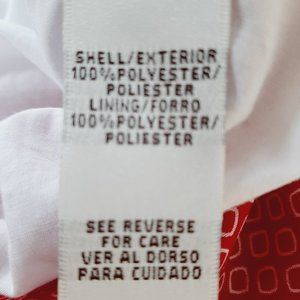 SHELL/EXTERIOR
100%POLYESTER/
POLIESTER
LINING/FORRO
100%POLYESTER/
POLIESTER
SEE REVERSE
FOR CARE
VER AL DORSO
PARA CUIDADO